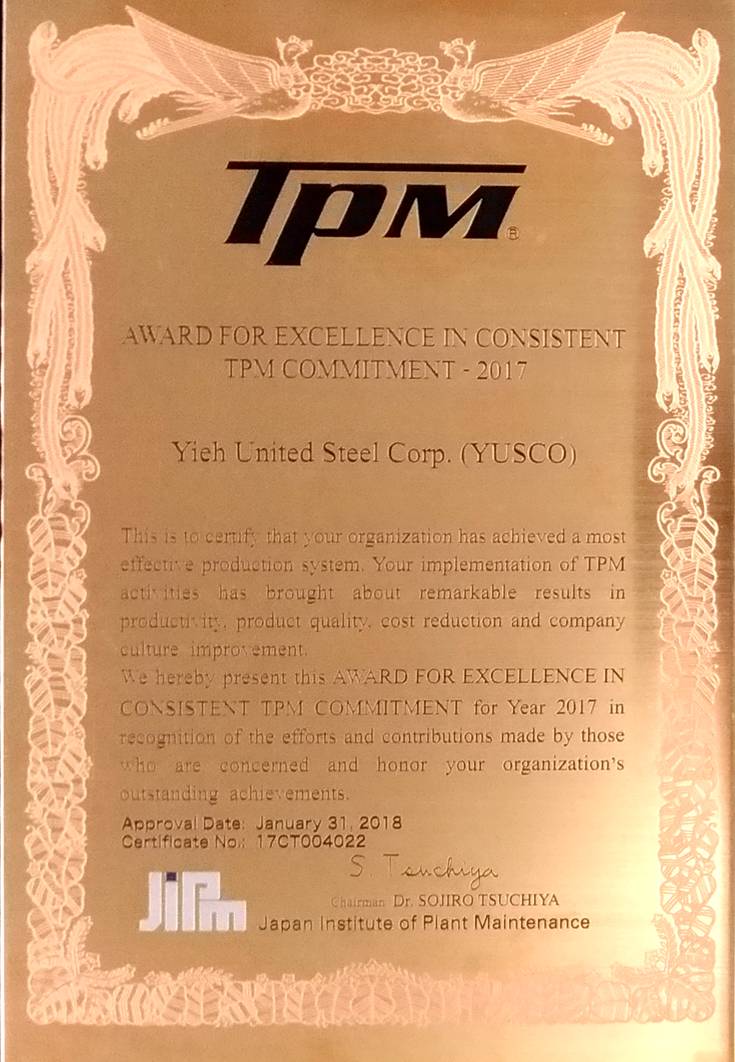 TPM®
AWARD FOR EXCELLENCE IN CONSISTENT
TPM COMMITMENT - 2017
Yieh United Steel Corp. (YUSCO)
This is to certify that your organization has achieved a most
effective production system. Your implementation of TPM
activities has brought about remarkable results in
productivity, product quality, cost reduction and company
culture improvement.
We hereby present this AWARD FOR EXCELLENCE IN
CONSISTENT TPM COMMITMENT for Year 2017 in
recognition of the efforts and contributions made by those
who are concerned and honor your organization's
outstanding achievements.
Approval Date: January 31, 2018
Certificate No.: 17CT004022
S. Tsuchiya
Chairman Dr. SOJIRO TSUCHIYA
JIPM
Japan Institute of Plant Maintenance